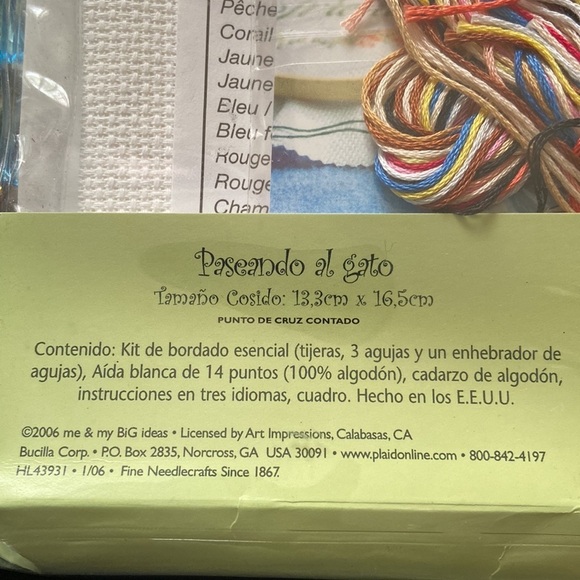 Pêche
Corail
Jaune
Jaune
Bleu /
Bleu f
Rouge
Rouge
Cham
Paseando al gato
Tamaño Cosido: 13,3cm x 16,5cm
PUNTO DE CRUZ CONTADO
Contenido: Kit de bordado esencial (tijeras, 3 agujas y un enhebrador de
agujas), Aída blanca de 14 puntos (100% algodón), cadarzo de algodón,
instrucciones en tres idiomas, cuadro. Hecho en los E.E.U.U.
©2006 me & my BiG ideas • Licensed by Art Impressions, Calabasas, CA
Bucilla Corp. • P.O. Box 2835, Norcross, GA USA 30091 • www.plaidonline.com • 800-842-4197
HL43931 • 1/06 • Fine Needlecrafts Since 1867.